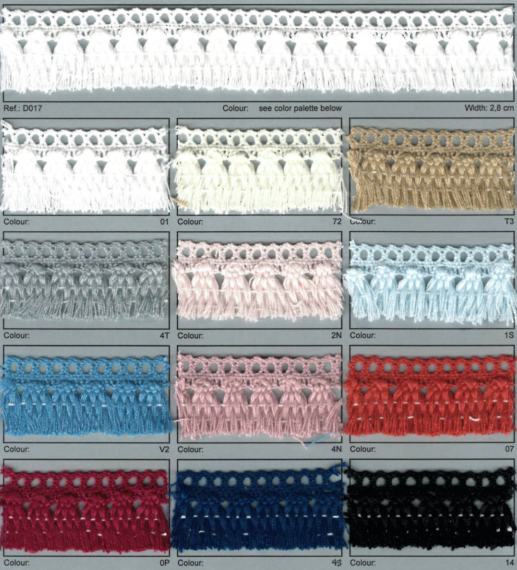 Ref.: D017 Colour: see color palette below Width: 2,8 cm
Colour: 01 Colour: 72 Colour: T3
Colour: 4T Colour: 2N Colour: 1S
Colour: V2 Colour: 4N Colour: 07
Colour: 0P Colour: Colour: 14